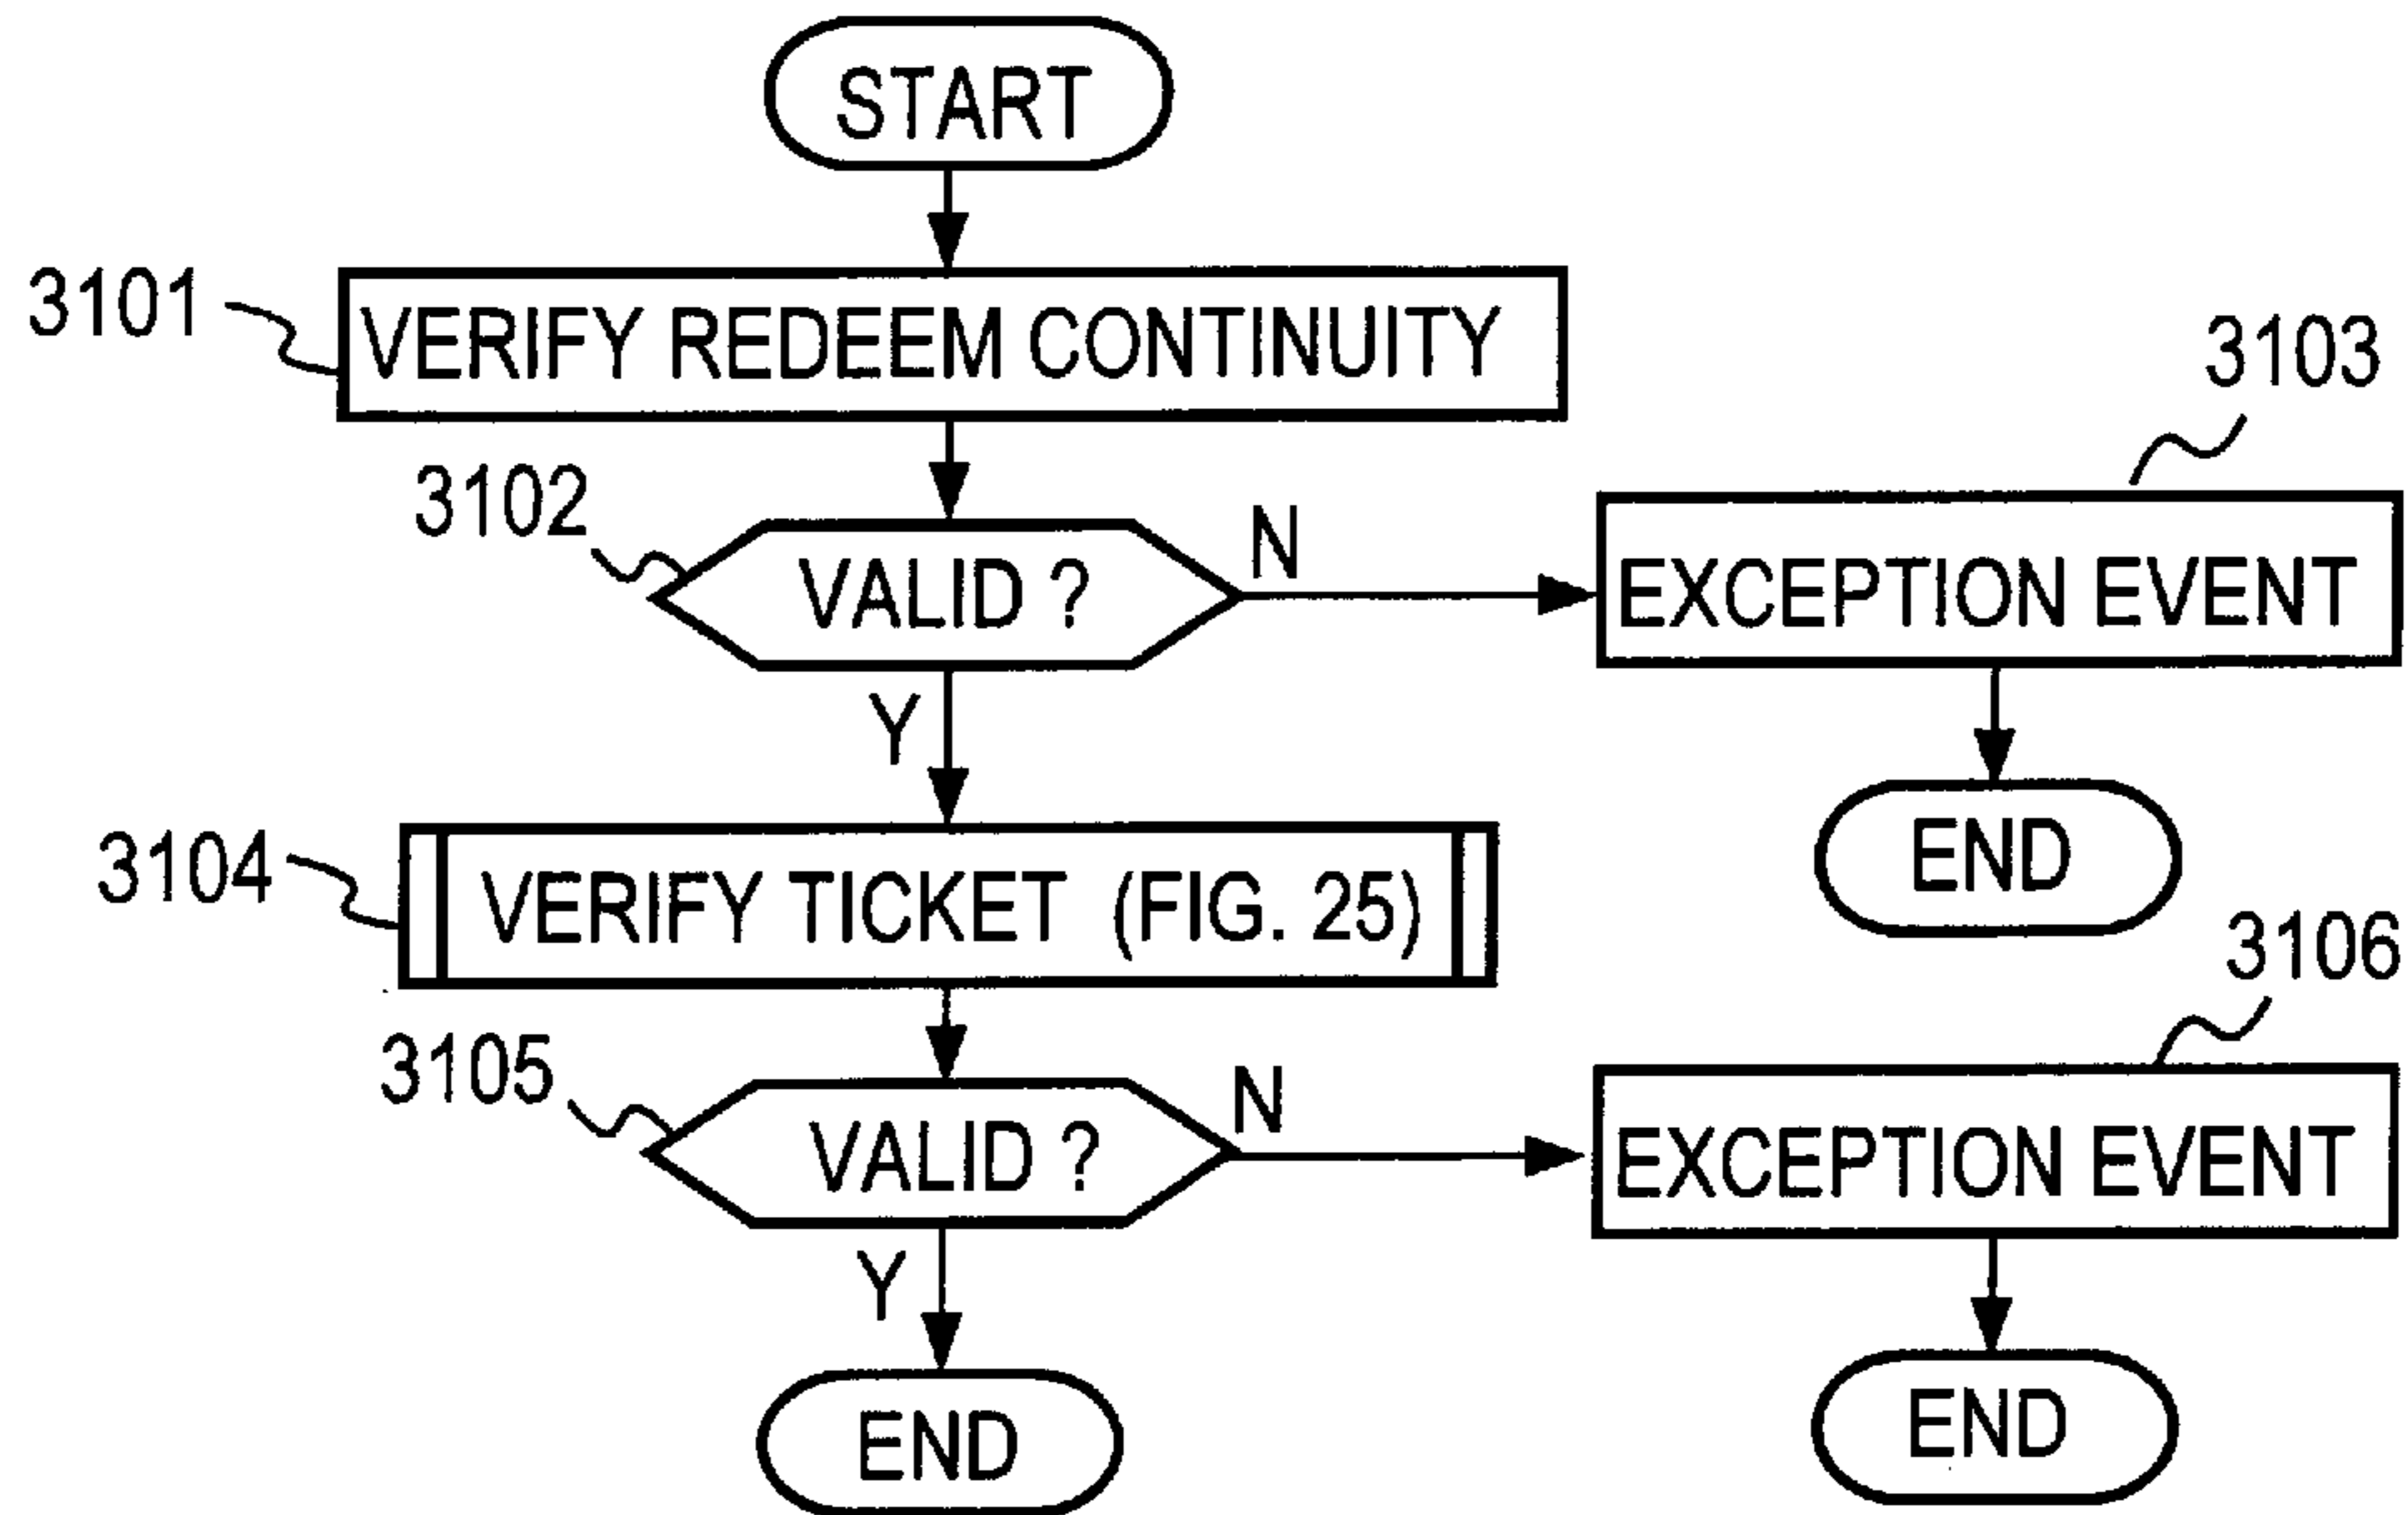 START
3101
VERIFY REDEEM CONTINUITY
3103
3102
VALID ?
N
EXCEPTION EVENT
Y
END
3104
VERIFY TICKET (FIG. 25)
3106
3105
VALID ?
N
EXCEPTION EVENT
Y
END
END